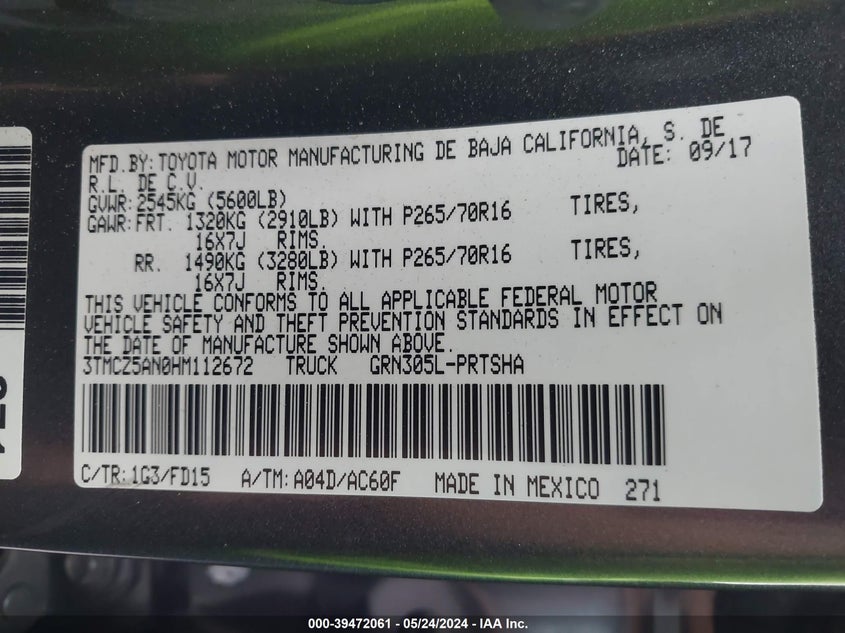 MFD.BY:TOYOTA MOTOR MANUFACTURING DE BAJA CALIFORNIA, S. DE
R.L. DE C.V. DATE: 09/17
GVWR:2545KG (5600LB)
GAWR:FRT. 1320KG (2910LB) WITH P265/70R16 TIRES,
16X7J RIMS.
RR. 1490KG (3280LB) WITH P265/70R16 TIRES,
16X7J RIMS.
THIS VEHICLE CONFORMS TO ALL APPLICABLE FEDERAL MOTOR
VEHICLE SAFETY AND THEFT PREVENTION STANDARDS IN EFFECT ON
THE DATE OF MANUFACTURE SHOWN ABOVE.
3TMCZ5AN0HM112672 TRUCK GRN305L-PRTSHA
C/TR:1G3/FD15 A/TM:A04D/AC60F MADE IN MEXICO 271
000-39472061 - 05/24/2024 - IAA Inc.